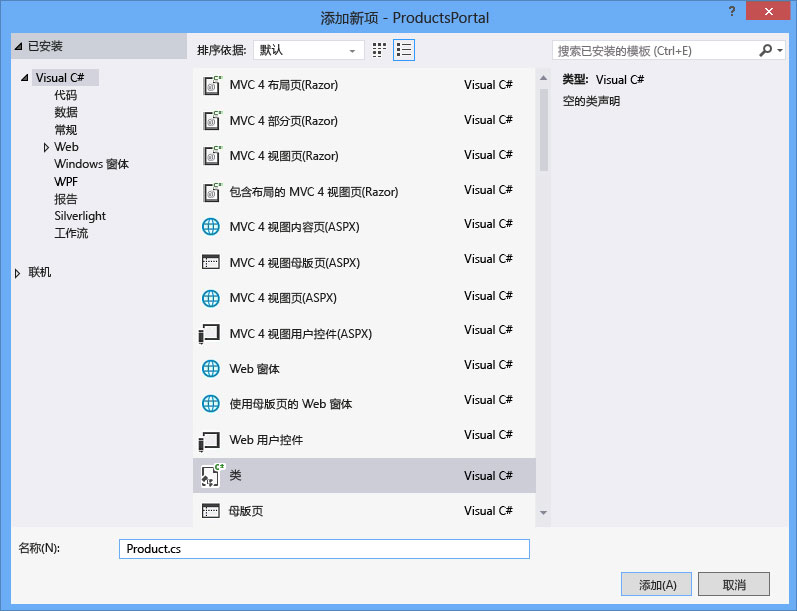 添加新项 - ProductsPortal
?
已安装
排序依据: 默认
搜索已安装的模板 (Ctrl+E)
Visual C#
代码
数据
常规
Web
Windows 窗体
WPF
报告
Silverlight
工作流
联机
MVC 4 布局页(Razor) Visual C#
MVC 4 部分页(Razor) Visual C#
MVC 4 视图页(Razor) Visual C#
包含布局的 MVC 4 视图页(Razor) Visual C#
MVC 4 视图内容页(ASPX) Visual C#
MVC 4 视图母版页(ASPX) Visual C#
MVC 4 视图页(ASPX) Visual C#
MVC 4 视图用户控件(ASPX) Visual C#
Web 窗体 Visual C#
使用母版页的 Web 窗体 Visual C#
Web 用户控件 Visual C#
类 Visual C#
母版页 Visual C#
类型: Visual C#
空的类声明
名称(N): Product.cs
添加(A) 取消